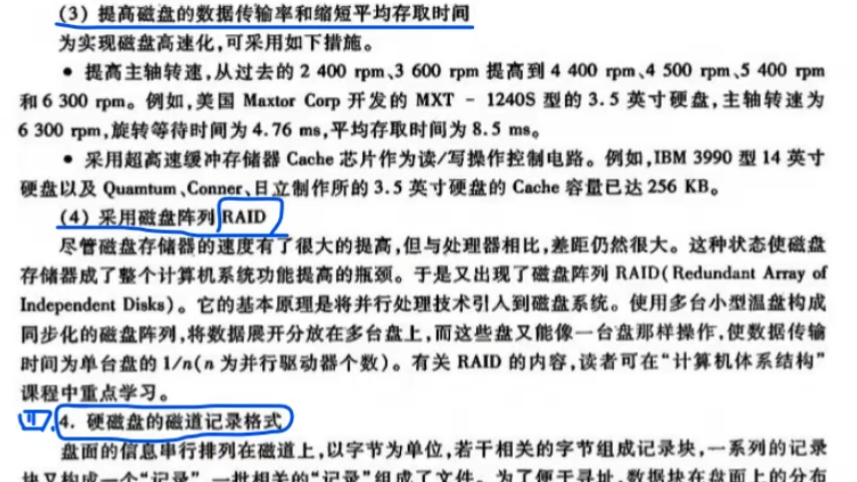 (3) 提高磁盘的数据传输率和缩短平均存取时间
为实现磁盘高速化,可采用如下措施。
• 提高主轴转速,从过去的 2 400 rpm、3 600 rpm 提高到 4 400 rpm、4 500 rpm、5 400 rpm
和 6 300 rpm。例如,美国 Maxtor Corp 开发的 MXT - 1240S 型的 3.5 英寸硬盘,主轴转速为
6 300 rpm,旋转等待时间为 4.76 ms,平均存取时间为 8.5 ms。
• 采用超高速缓冲存储器 Cache 芯片作为读/写操作控制电路。例如,IBM 3990 型 14 英寸
硬盘以及 Quamtum、Conner、日立制作所的 3.5 英寸硬盘的 Cache 容量已达 256 KB。
(4) 采用磁盘阵列 RAID
尽管磁盘存储器的速度有了很大的提高,但与处理器相比,差距仍然很大。这种状态使磁盘
存储器成了整个计算机系统功能提高的瓶颈。于是又出现了磁盘阵列 RAID(Redundant Array of
Independent Disks)。它的基本原理是将并行处理技术引入到磁盘系统。使用多台小型温盘构成
同步化的磁盘阵列,将数据展开分放在多台盘上,而这些盘又能像一台盘那样操作,使数据传输
时间为单台盘的 1/n(n 为并行驱动器个数)。有关 RAID 的内容,读者可在“计算机体系结构”
课程中重点学习。
4. 硬磁盘的磁道记录格式
盘面的信息串行排列在磁道上,以字节为单位,若干相关的字节组成记录块,一系列的记录
块又构成一个“记录”,一批相关的“记录”组成了文件。为了便于寻址,数据块在盘面上的分布